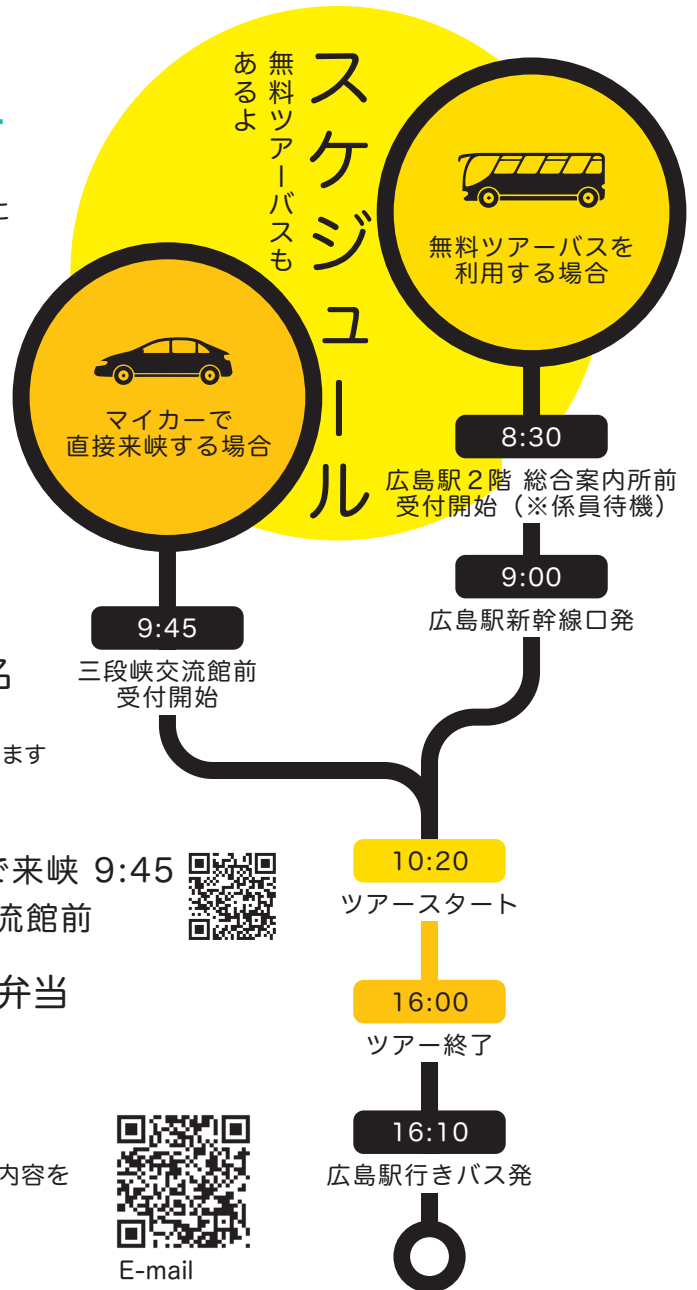 スケジュール
無料ツアーバスも
あるよ
無料ツアーバスを
利用する場合
8:30
広島駅2階 総合案内所前
受付開始（※係員待機）
9:00
広島駅新幹線口発
マイカーで
直接来峡する場合
9:45
三段峡交流館前
受付開始
10:20
ツアースタート
16:00
ツアー終了
16:10
広島駅行きバス発
に
ます
で来峡 9:45
流館前
弁当
内容を
E-mail